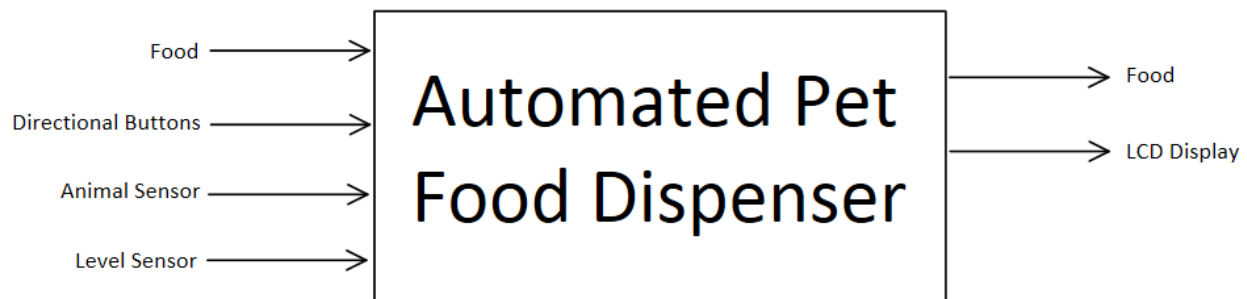 Food
Directional Buttons
Animal Sensor
Level Sensor
Automated Pet
Food Dispenser
Food
LCD Display